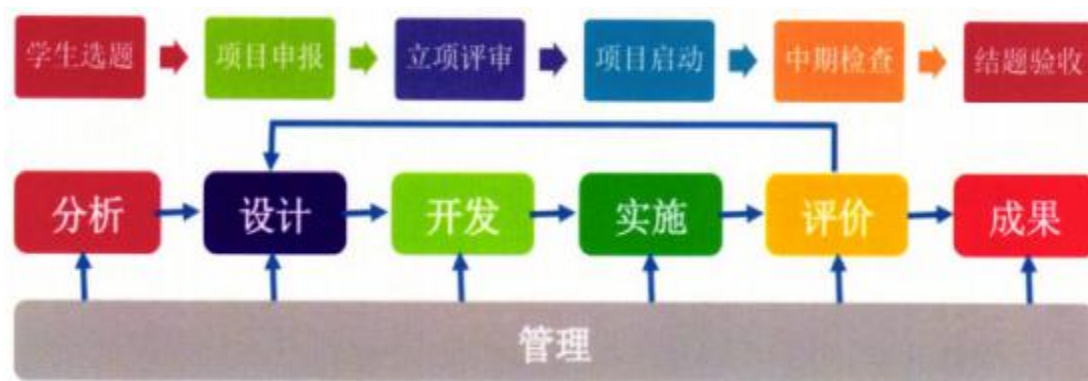 学生选题 项目申报 立项评审 项目启动 中期检查 结题验收
分析 设计 开发 实施 评价 成果
管理